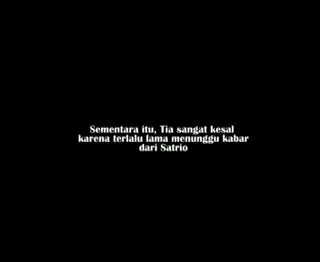 Sementara itu, Tia sangat kesal
karena terlalu lama menunggu kabar
dari Satrio